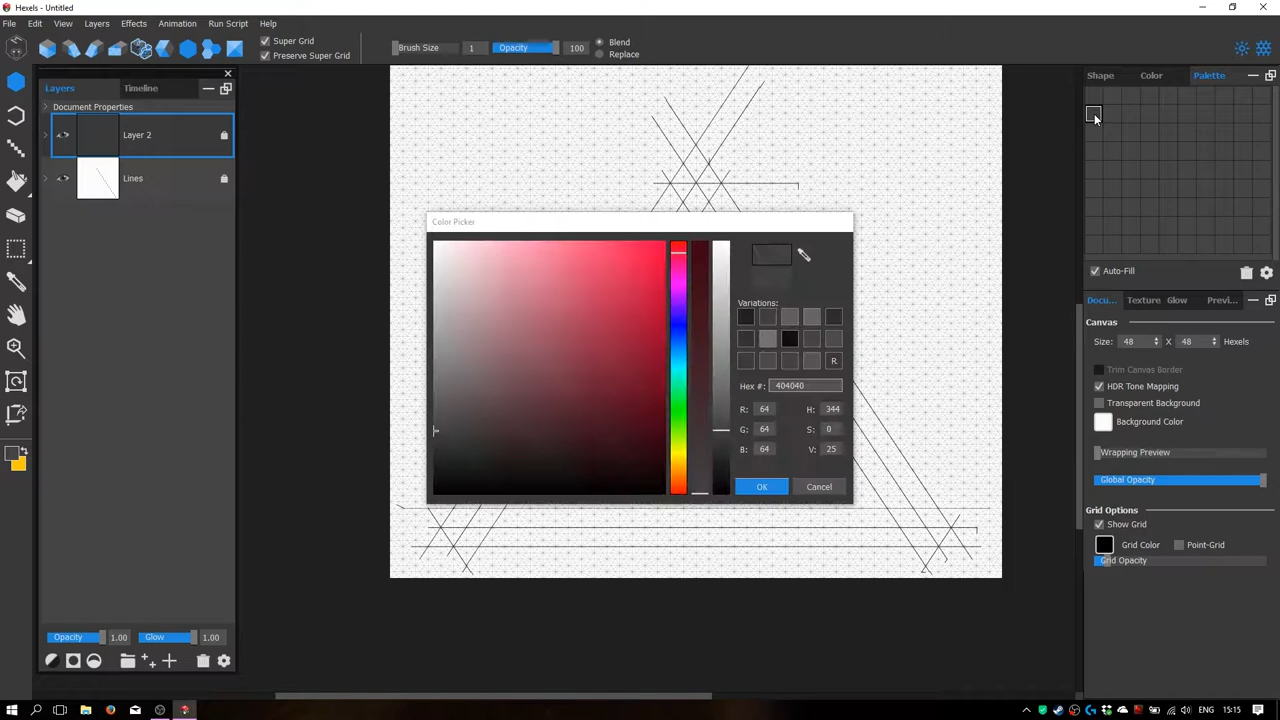 Hexels - Untitled
File Edit View Layers Effects Animation Run Script Help
Super Grid
Preserve Super Grid
Brush Size 1 Opacity 100
Blend
Replace
Layers Timeline
Document Properties
Layer 2
Lines
Opacity 1.00 Glow 1.00
Color Picker
Variations:
R.
Hex #: 404040
R: 64 H: 344
G: 64 S: 0
B: 64 V: 25
OK Cancel
Shape Color Palette
Auto-Fill
Docu... Texture Glow Previ...
Canvas
Size: 48 X 48 Hexels
Trim Canvas Border
HDR Tone Mapping
Transparent Background
Background Color
Wrapping Preview
Global Opacity
Grid Options
Show Grid
Grid Color Point-Grid
Grid Opacity
ENG 15:15